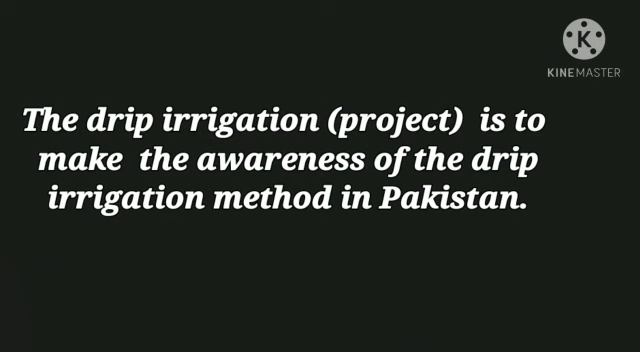 KINEMASTER
The drip irrigation (project) is to
make the awareness of the drip
irrigation method in Pakistan.